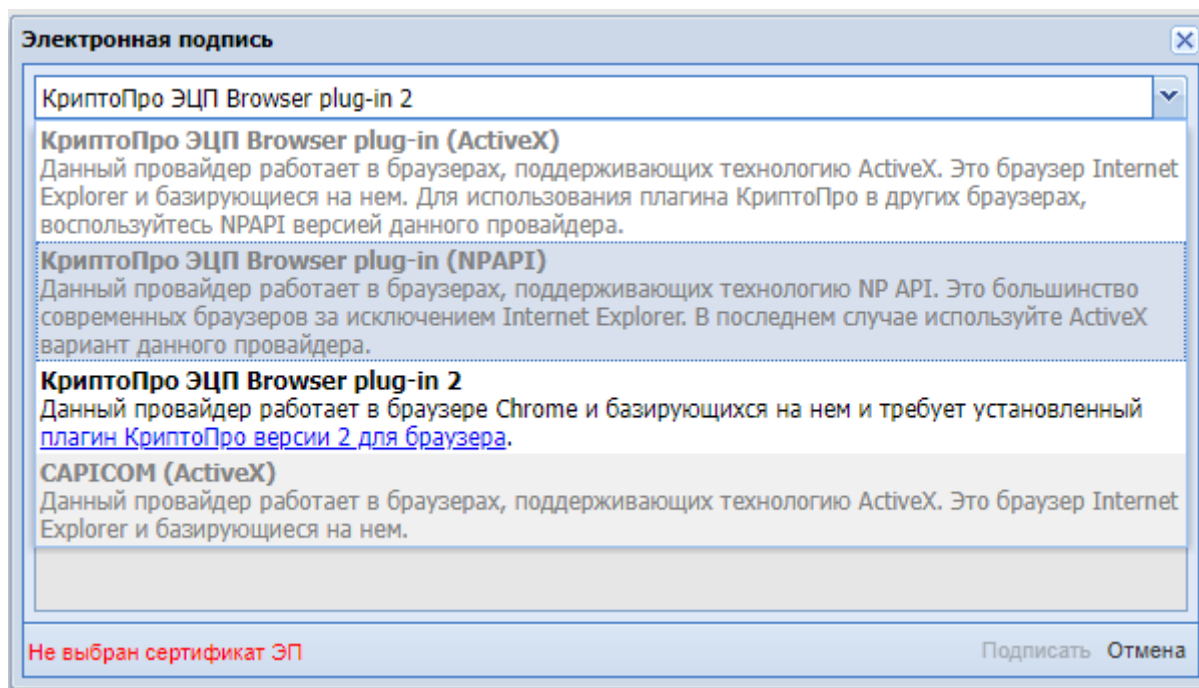 Электронная подпись
КриптоПро ЭЦП Browser plug-in 2
КриптоПро ЭЦП Browser plug-in (ActiveX)
Данный провайдер работает в браузерах, поддерживающих технологию ActiveX. Это браузер Internet
Explorer и базирующиеся на нем. Для использования плагина КриптоПро в других браузерах,
воспользуйтесь NPAPI версией данного провайдера.
КриптоПро ЭЦП Browser plug-in (NPAPI)
Данный провайдер работает в браузерах, поддерживающих технологию NP API. Это большинство
современных браузеров за исключением Internet Explorer. В последнем случае используйте ActiveX
вариант данного провайдера.
КриптоПро ЭЦП Browser plug-in 2
Данный провайдер работает в браузере Chrome и базирующихся на нем и требует установленный
плагин КриптоПро версии 2 для браузера.
CAPICOM (ActiveX)
Данный провайдер работает в браузерах, поддерживающих технологию ActiveX. Это браузер Internet
Explorer и базирующиеся на нем.
Не выбран сертификат ЭП
Подписать Отмена